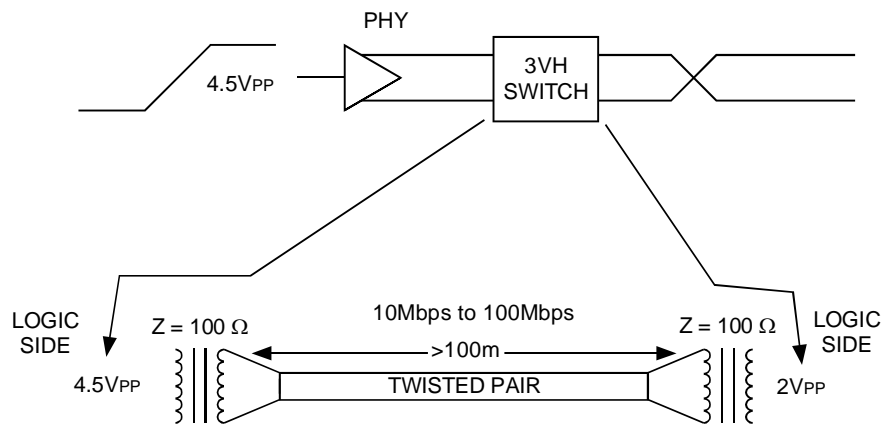 PHY
4.5VPP
3VH
SWITCH
10Mbps to 100Mbps
LOGIC
SIDE
Z = 100 Ω
>100m
Z = 100 Ω
LOGIC
SIDE
4.5VPP
TWISTED PAIR
2VPP